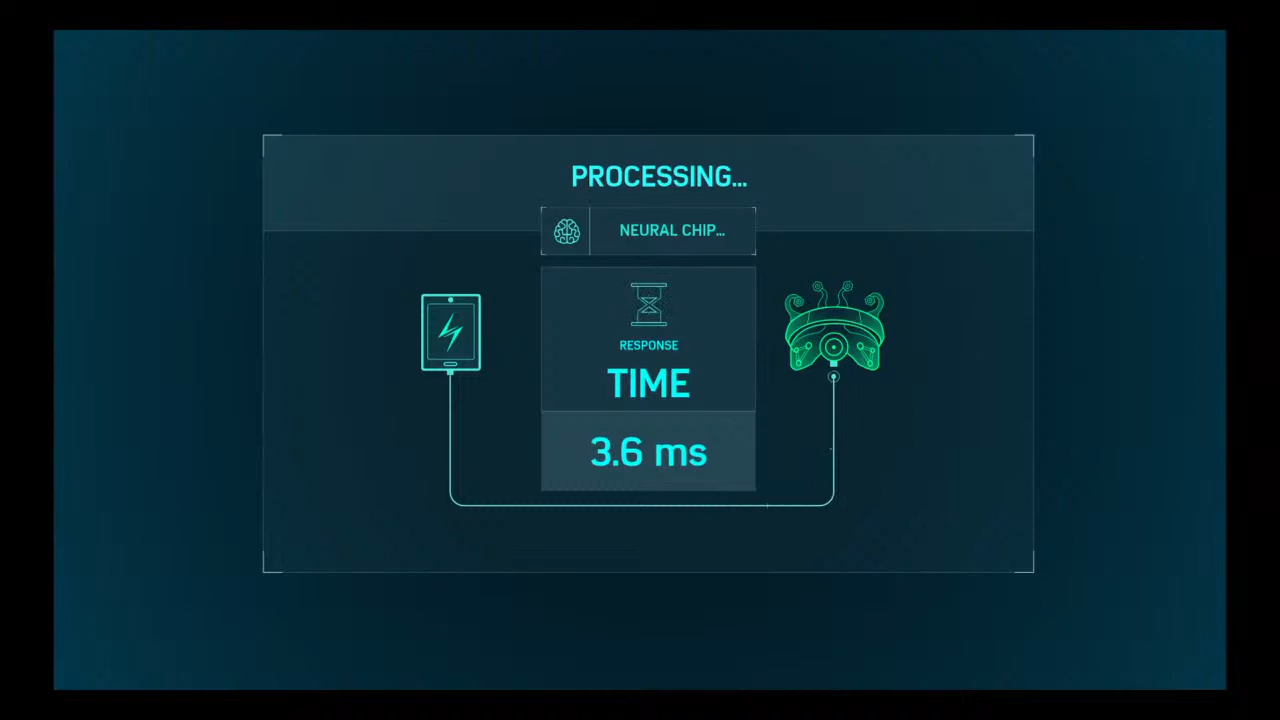 PROCESSING...
NEURAL CHIP...
RESPONSE
TIME
3.6 ms